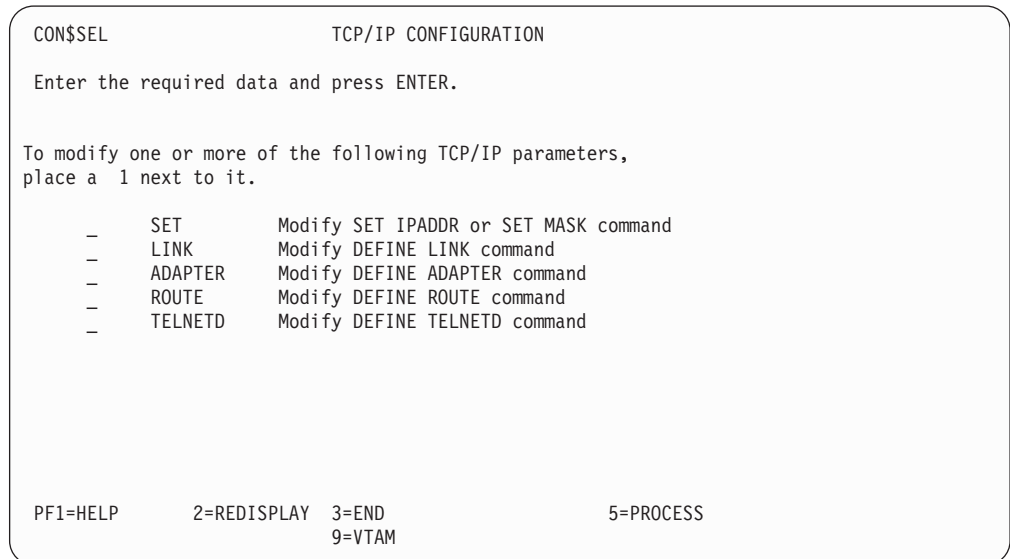 CON$SEL TCP/IP CONFIGURATION
Enter the required data and press ENTER.
To modify one or more of the following TCP/IP parameters,
place a 1 next to it.
_ SET Modify SET IPADDR or SET MASK command
_ LINK Modify DEFINE LINK command
_ ADAPTER Modify DEFINE ADAPTER command
_ ROUTE Modify DEFINE ROUTE command
_ TELNETD Modify DEFINE TELNETD command
PF1=HELP 2=REDISPLAY 3=END 5=PROCESS
9=VTAM